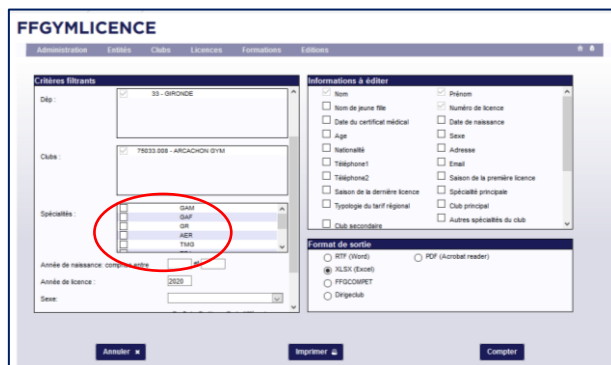 FFGYMLICENCE
Administration Entités Clubs Licences Formations Editions
Critères filtrants
Dép :
33 - GIRONDE
Clubs :
75033.008 - ARCACHON GYM
Spécialités :
GAM
GAF
GR
AER
TMG
Année de naissance: comprise entre et
Année de licence : 2020
Sexe:
Informations à éditer
Nom Prénom
Nom de jeune fille Numéro de licence
Date du certificat médical Date de naissance
Age Sexe
Nationalité Adresse
Téléphone1 Email
Téléphone2 Saison de la première licence
Saison de la dernière licence Spécialité principale
Typologie du tarif régional Club principal
Club secondaire Autres spécialités du club
Format de sortie
RTF (Word) PDF (Acrobat reader)
XLSX (Excel)
FFGCOMPET
Dirigeclub
Annuler Imprimer Compter